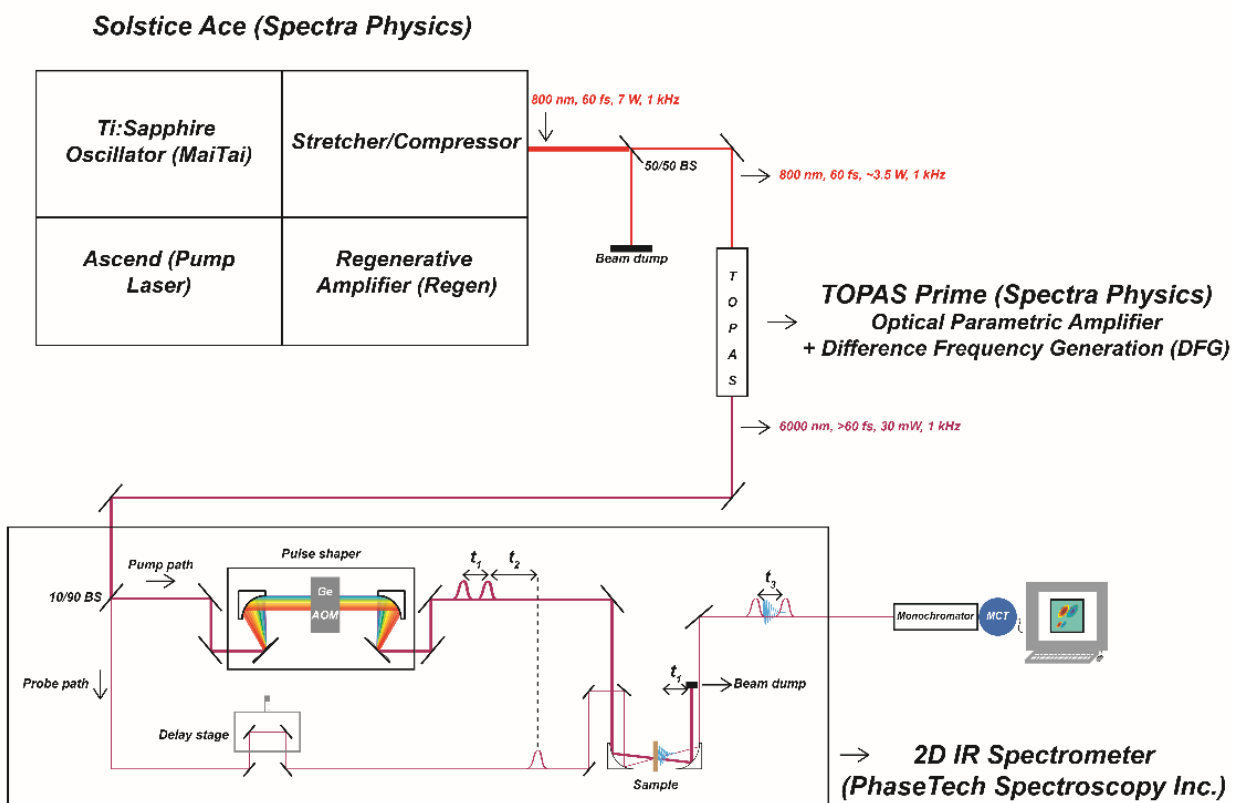 Solstice Ace (Spectra Physics)
Ti:Sapphire
Oscillator (MaiTai)
Stretcher/Compressor
Ascend (Pump
Laser)
Regenerative
Amplifier (Regen)
800 nm, 60 fs, 7 W, 1 kHz
50/50 BS
800 nm, 60 fs, ~3.5 W, 1 kHz
Beam dump
T
O
P
A
S
TOPAS Prime (Spectra Physics)
Optical Parametric Amplifier
+ Difference Frequency Generation (DFG)
6000 nm, >60 fs, 30 mW, 1 kHz
Pump path
10/90 BS
Pulse shaper
Ge
AOM
t1
t2
t3
Monochromator
MCT
Probe path
Delay stage
t1
Beam dump
Sample
2D IR Spectrometer
(PhaseTech Spectroscopy Inc.)